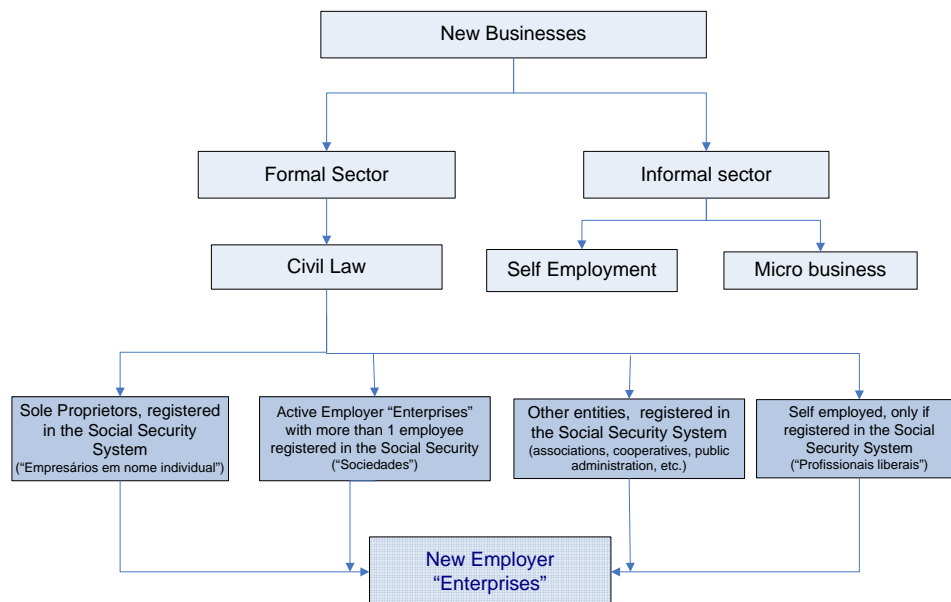 New Businesses
Formal Sector
Informal sector
Civil Law
Self Employment
Micro business
Sole Proprietors, registered
in the Social Security
System
(“Empresários em nome individual”)
Active Employer “Enterprises”
with more than 1 employee
registered in the Social Security
(“Sociedades”)
Other entities, registered in
the Social Security System
(associations, cooperatives, public
administration, etc.)
Self employed, only if
registered in the Social
Security System
(“Profissionais liberais”)
New Employer
“Enterprises”